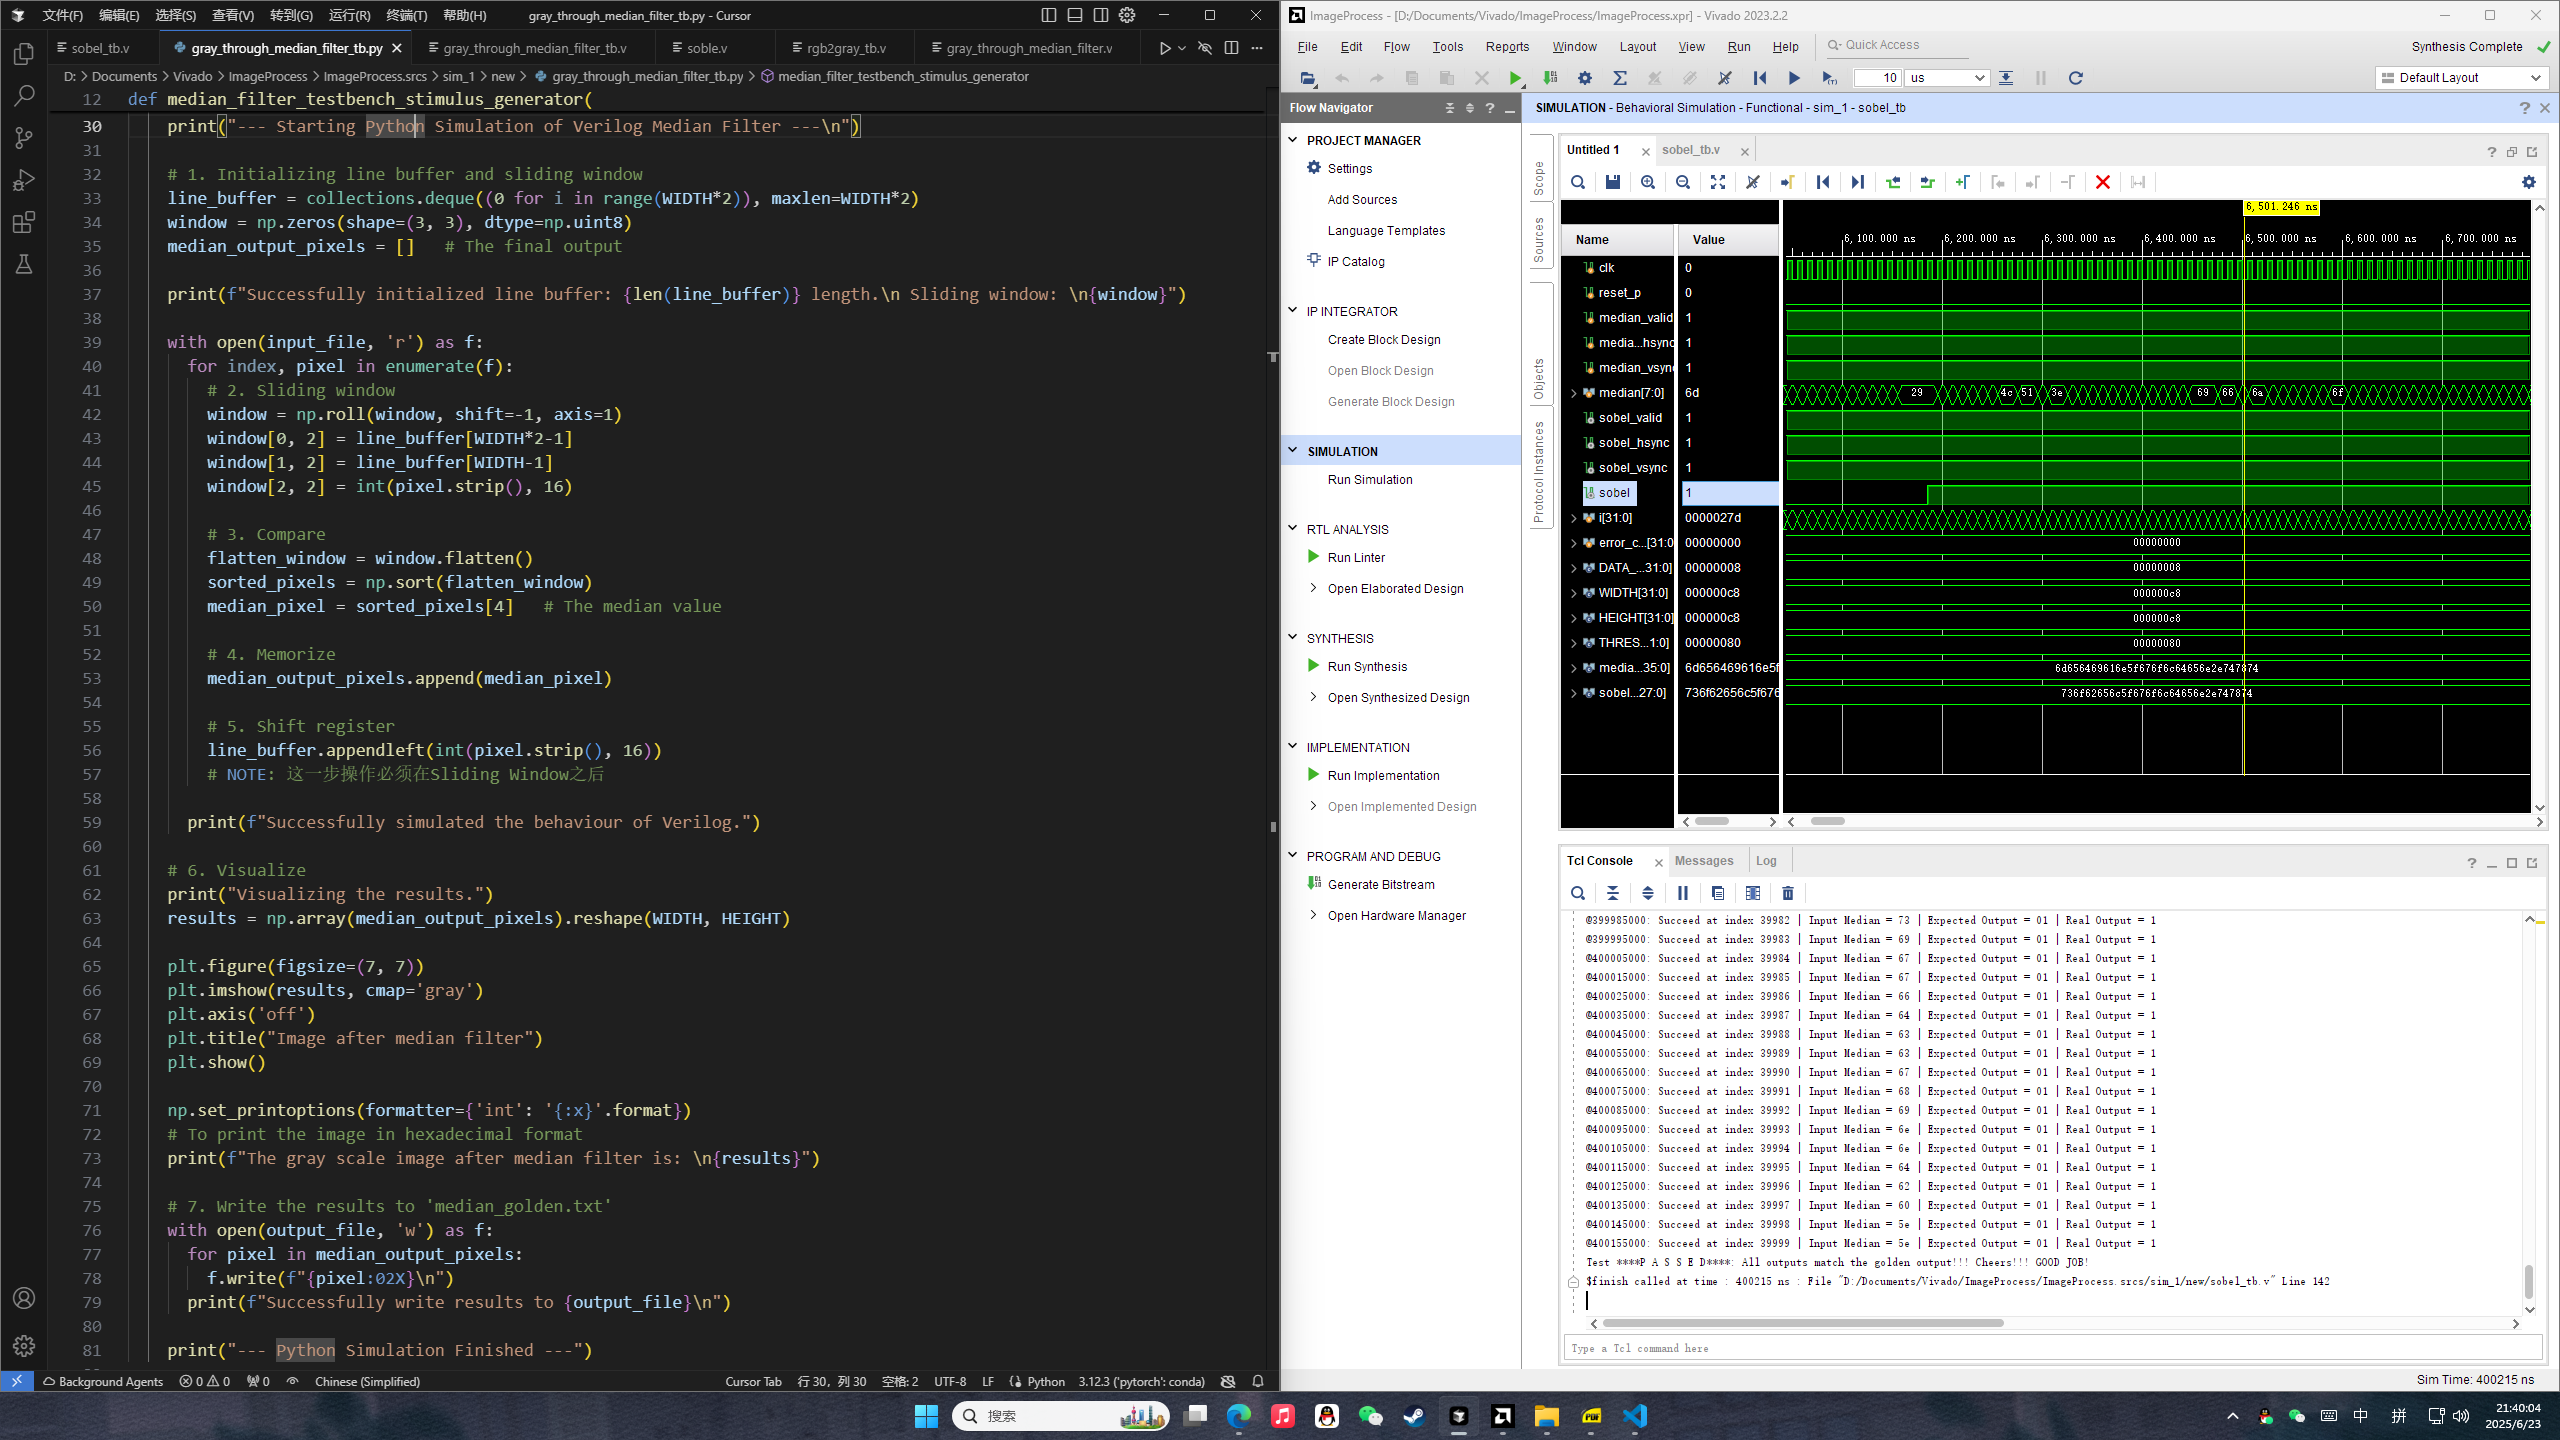 文件(F) 编辑(E) 选择(S) 查看(V) 转到(G) 运行(R) 终端(T) 帮助(H) gray_through_median_filter_tb.py - Cursor
sobel_tb.v gray_through_median_filter_tb.py gray_through_median_filter_tb.v soble.v rgb2gray_tb.v gray_through_median_filter.v
D: > Documents > Vivado > ImageProcess > ImageProcess.srcs > sim_1 > new > gray_through_median_filter_tb.py > median_filter_testbench_stimulus_generator
12 def median_filter_testbench_stimulus_generator(
30 print("--- Starting Python Simulation of Verilog Median Filter ---\n")
31
32 # 1. Initializing line buffer and sliding window
33 line_buffer = collections.deque((0 for i in range(WIDTH*2)), maxlen=WIDTH*2)
34 window = np.zeros(shape=(3, 3), dtype=np.uint8)
35 median_output_pixels = [] # The final output
36
37 print(f"Successfully initialized line buffer: {len(line_buffer)} length.\n Sliding window: \n{window}")
38
39 with open(input_file, 'r') as f:
40 for index, pixel in enumerate(f):
41 # 2. Sliding window
42 window = np.roll(window, shift=-1, axis=1)
43 window[0, 2] = line_buffer[WIDTH*2-1]
44 window[1, 2] = line_buffer[WIDTH-1]
45 window[2, 2] = int(pixel.strip(), 16)
46
47 # 3. Compare
48 flatten_window = window.flatten()
49 sorted_pixels = np.sort(flatten_window)
50 median_pixel = sorted_pixels[4] # The median value
51
52 # 4. Memorize
53 median_output_pixels.append(median_pixel)
54
55 # 5. Shift register
56 line_buffer.appendleft(int(pixel.strip(), 16))
57 # NOTE: 这一步操作必须在Sliding Window之后
58
59 print(f"Successfully simulated the behaviour of Verilog.")
60
61 # 6. Visualize
62 print("Visualizing the results.")
63 results = np.array(median_output_pixels).reshape(WIDTH, HEIGHT)
64
65 plt.figure(figsize=(7, 7))
66 plt.imshow(results, cmap='gray')
67 plt.axis('off')
68 plt.title("Image after median filter")
69 plt.show()
70
71 np.set_printoptions(formatter={'int': '{:x}'.format})
72 # To print the image in hexadecimal format
73 print(f"The gray scale image after median filter is: \n{results}")
74
75 # 7. Write the results to 'median_golden.txt'
76 with open(output_file, 'w') as f:
77 for pixel in median_output_pixels:
78 f.write(f"{pixel:02X}\n")
79 print(f"Successfully write results to {output_file}\n")
80
81 print("--- Python Simulation Finished ---")
Background Agents 0 0 0 Chinese (Simplified) Cursor Tab 行 30，列 30 空格: 2 UTF-8 LF Python 3.12.3 ('pytorch': conda)
ImageProcess - [D:/Documents/Vivado/ImageProcess/ImageProcess.xpr] - Vivado 2023.2.2
File Edit Flow Tools Reports Window Layout View Run Help Quick Access Synthesis Complete
10 us Default Layout
Flow Navigator
PROJECT MANAGER
Settings
Add Sources
Language Templates
IP Catalog
IP INTEGRATOR
Create Block Design
Open Block Design
Generate Block Design
SIMULATION
Run Simulation
RTL ANALYSIS
Run Linter
Open Elaborated Design
SYNTHESIS
Run Synthesis
Open Synthesized Design
IMPLEMENTATION
Run Implementation
Open Implemented Design
PROGRAM AND DEBUG
Generate Bitstream
Open Hardware Manager
SIMULATION - Behavioral Simulation - Functional - sim_1 - sobel_tb
Scope
Sources
Objects
Protocol Instances
Untitled 1 sobel_tb.v
6,501.246 ns
Name Value 6,100.000 ns 6,200.000 ns 6,300.000 ns 6,400.000 ns 6,500.000 ns 6,600.000 ns 6,700.000 ns
clk 0
reset_p 0
median_valid 1
media...hsync 1
median_vsync 1
median[7:0] 6d 29 4c 51 3e 69 66 6a 6f
sobel_valid 1
sobel_hsync 1
sobel_vsync 1
sobel 1
i[31:0] 0000027d
error_c...[31:0 00000000 00000000
DATA_...31:0] 00000008 00000008
WIDTH[31:0] 000000c8 000000c8
HEIGHT[31:0] 000000c8 000000c8
THRES...1:0] 00000080 00000080
media...35:0] 6d656469616e5f 6d656469616e5f676f6c64656e2e747874
sobel...27:0] 736f62656c5f676 736f62656c5f676f6c64656e2e747874
Tcl Console Messages Log
@399985000: Succeed at index 39982 | Input Median = 73 | Expected Output = 01 | Real Output = 1
@399995000: Succeed at index 39983 | Input Median = 69 | Expected Output = 01 | Real Output = 1
@400005000: Succeed at index 39984 | Input Median = 67 | Expected Output = 01 | Real Output = 1
@400015000: Succeed at index 39985 | Input Median = 67 | Expected Output = 01 | Real Output = 1
@400025000: Succeed at index 39986 | Input Median = 66 | Expected Output = 01 | Real Output = 1
@400035000: Succeed at index 39987 | Input Median = 64 | Expected Output = 01 | Real Output = 1
@400045000: Succeed at index 39988 | Input Median = 63 | Expected Output = 01 | Real Output = 1
@400055000: Succeed at index 39989 | Input Median = 63 | Expected Output = 01 | Real Output = 1
@400065000: Succeed at index 39990 | Input Median = 67 | Expected Output = 01 | Real Output = 1
@400075000: Succeed at index 39991 | Input Median = 68 | Expected Output = 01 | Real Output = 1
@400085000: Succeed at index 39992 | Input Median = 69 | Expected Output = 01 | Real Output = 1
@400095000: Succeed at index 39993 | Input Median = 6e | Expected Output = 01 | Real Output = 1
@400105000: Succeed at index 39994 | Input Median = 6e | Expected Output = 01 | Real Output = 1
@400115000: Succeed at index 39995 | Input Median = 64 | Expected Output = 01 | Real Output = 1
@400125000: Succeed at index 39996 | Input Median = 62 | Expected Output = 01 | Real Output = 1
@400135000: Succeed at index 39997 | Input Median = 60 | Expected Output = 01 | Real Output = 1
@400145000: Succeed at index 39998 | Input Median = 5e | Expected Output = 01 | Real Output = 1
@400155000: Succeed at index 39999 | Input Median = 5e | Expected Output = 01 | Real Output = 1
Test ****P A S S E D****: All outputs match the golden output!!! Cheers!!! GOOD JOB!
$finish called at time : 400215 ns : File "D:/Documents/Vivado/ImageProcess/ImageProcess.srcs/sim_1/new/sobel_tb.v" Line 142
Type a Tcl command here
Sim Time: 400215 ns
搜索
中 拼
21:40:04
2025/6/23